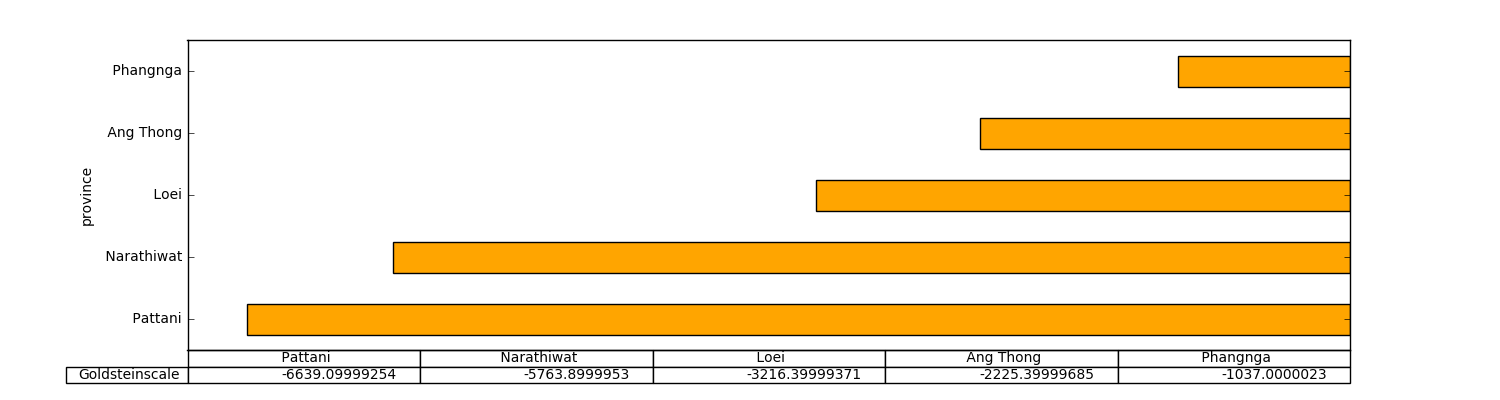 Phangnga
Ang Thong
Loei
Narathiwat
Pattani
province
Pattani Narathiwat Loei Ang Thong Phangnga
Goldsteinscale -6639.09999254 -5763.8999953 -3216.39999371 -2225.39999685 -1037.0000023